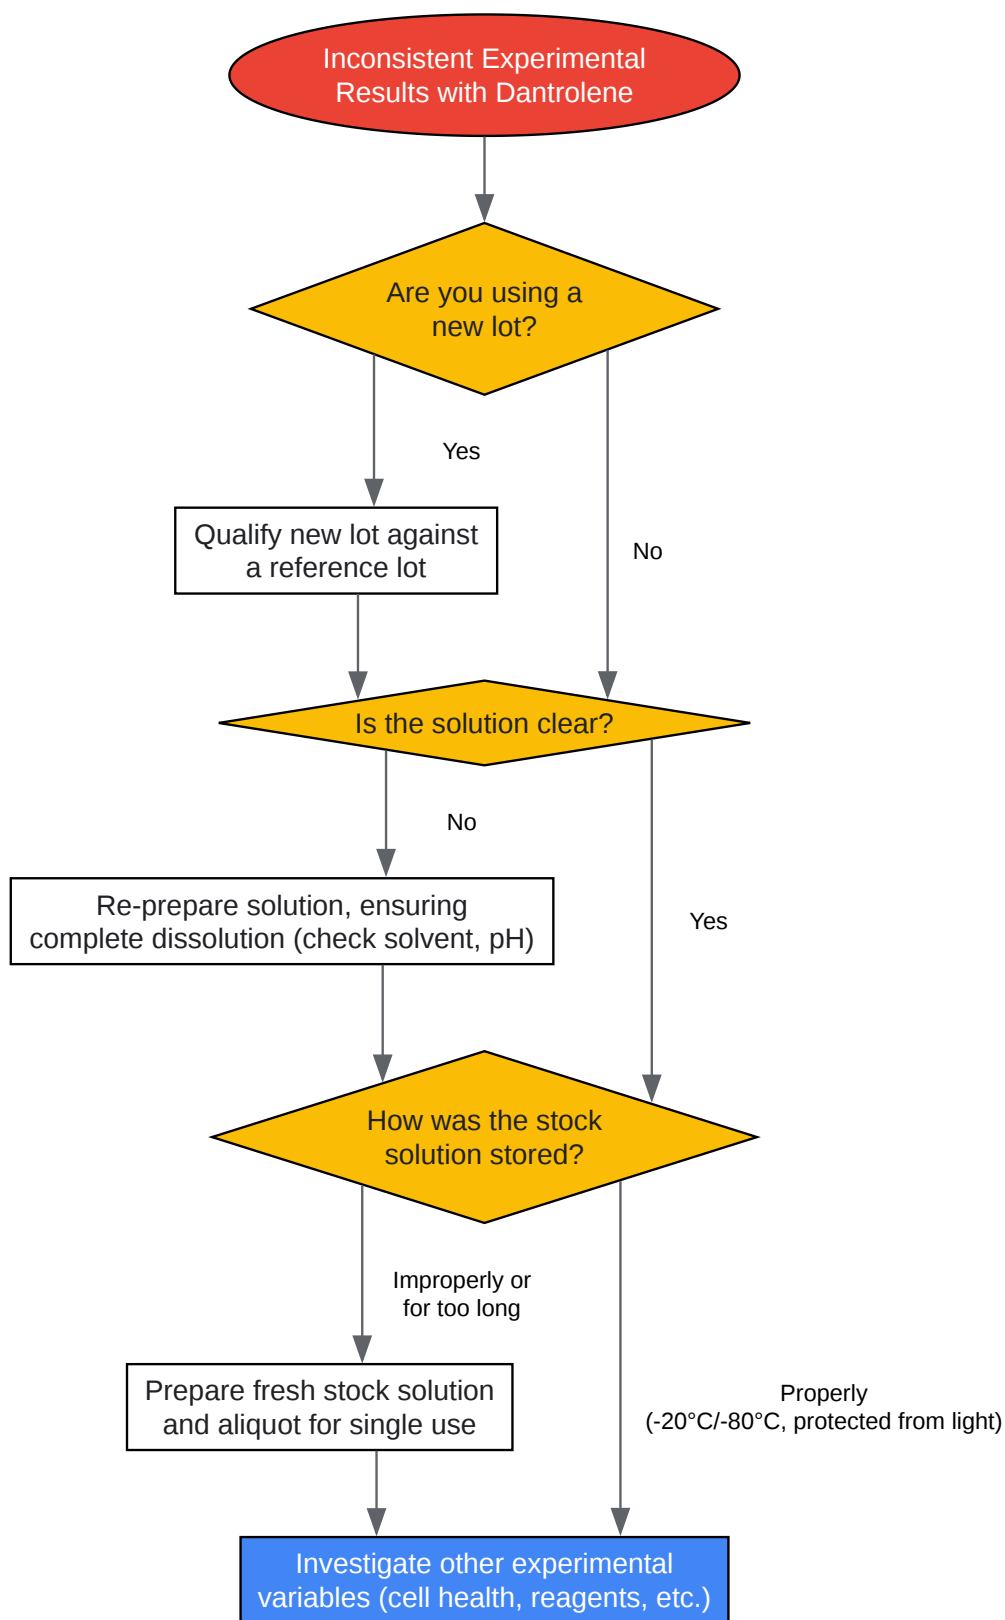 Inconsistent Experimental
Results with Dantrolene
Are you using a
new lot?
Yes
Qualify new lot against
a reference lot
No
Is the solution clear?
No
Re-prepare solution, ensuring
complete dissolution (check solvent, pH)
Yes
How was the stock
solution stored?
Improperly or
for too long
Prepare fresh stock solution
and aliquot for single use
Properly
(-20°C/-80°C, protected from light)
Investigate other experimental
variables (cell health, reagents, etc.)